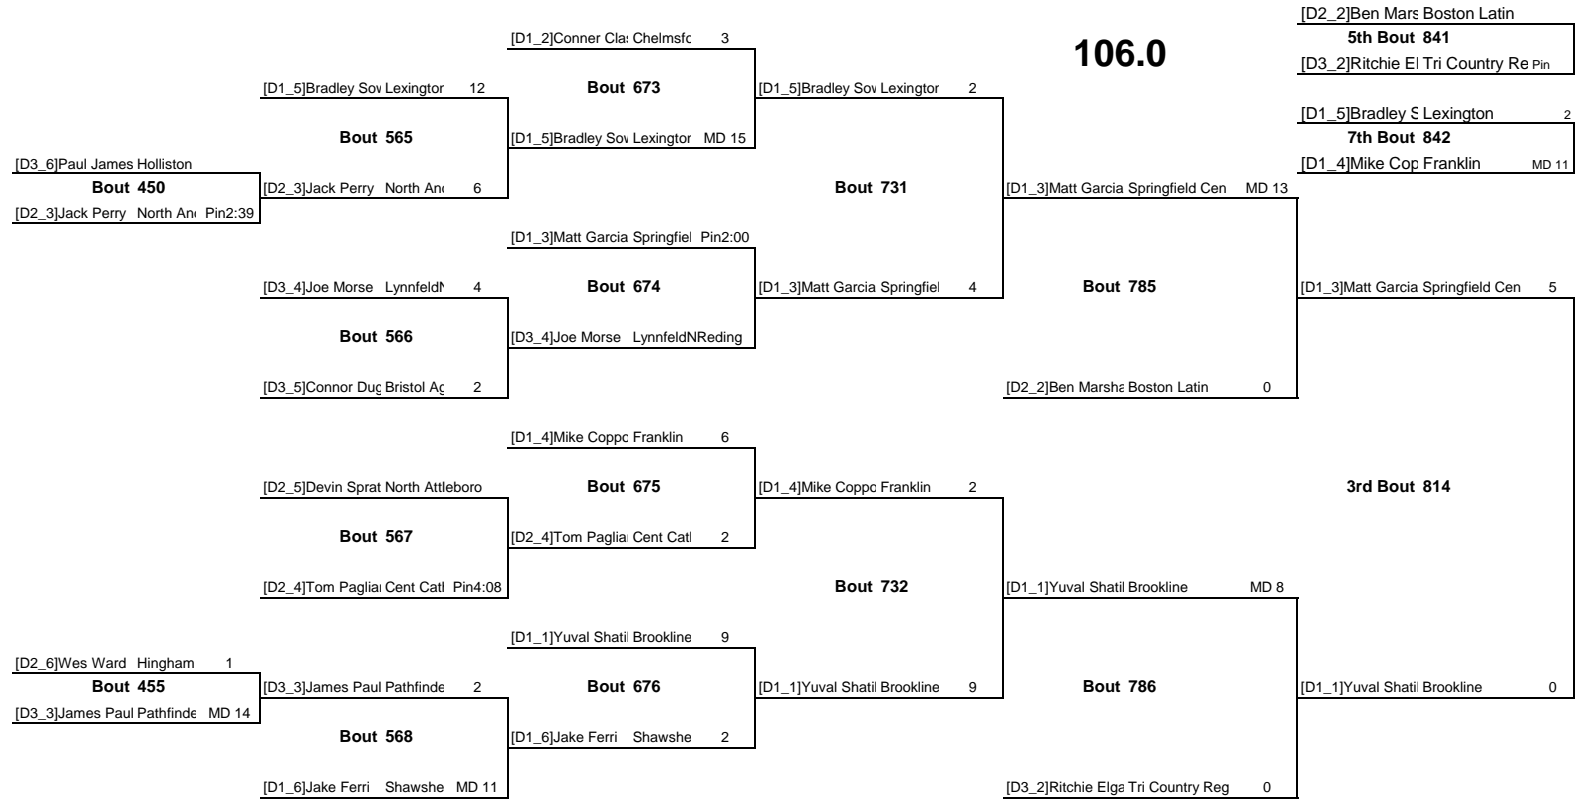 [D2_2]Ben Mars Boston Latin
[D1_2]Conner Clas Chelmsfo 3
5th Bout 841
106.0
[D3_2]Ritchie El Tri Country Re Pin
[D1_5]Bradley Sow Lexington 12
Bout 673
[D1_5]Bradley Sow Lexington 2
[D1_5]Bradley S Lexington 2
Bout 565
[D1_5]Bradley Sow Lexington MD 15
7th Bout 842
[D3_6]Paul James Holliston
[D1_4]Mike Cop Franklin MD 11
Bout 450
[D2_3]Jack Perry North And 6
Bout 731
[D1_3]Matt Garcia Springfield Cen MD 13
[D2_3]Jack Perry North And Pin2:39
[D1_3]Matt Garcia Springfiel Pin2:00
[D3_4]Joe Morse LynnfeldN 4
Bout 674
[D1_3]Matt Garcia Springfiel 4
Bout 785
[D1_3]Matt Garcia Springfield Cen 5
Bout 566
[D3_4]Joe Morse LynnfeldNReding
[D3_5]Connor Dug Bristol Ag 2
[D2_2]Ben Marsha Boston Latin 0
[D1_4]Mike Coppo Franklin 6
[D2_5]Devin Sprat North Attleboro
Bout 675
[D1_4]Mike Coppo Franklin 2
3rd Bout 814
Bout 567
[D2_4]Tom Paglia Cent Catl 2
[D2_4]Tom Pagliar Cent Catl Pin4:08
Bout 732
[D1_1]Yuval Shatil Brookline MD 8
[D1_1]Yuval Shatil Brookline 9
[D2_6]Wes Ward Hingham 1
Bout 455
[D3_3]James Paul Pathfinde 2
Bout 676
[D1_1]Yuval Shatil Brookline 9
Bout 786
[D1_1]Yuval Shatil Brookline 0
[D3_3]James Paul Pathfinde MD 14
Bout 568
[D1_6]Jake Ferri Shawshe 2
[D1_6]Jake Ferri Shawshe MD 11
[D3_2]Ritchie Elga Tri Country Reg 0